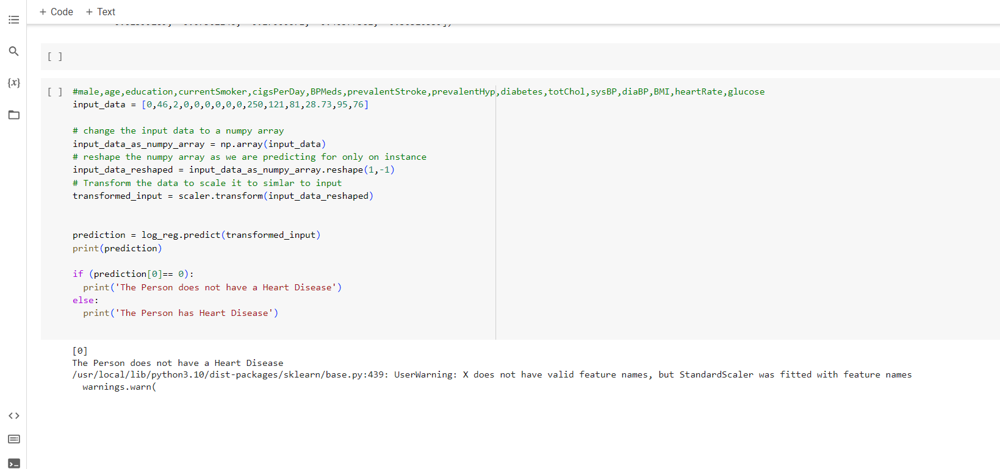 + Code + Text
[ ]
[ ] #male,age,education,currentSmoker,cigsPerDay,BPMeds,prevalentStroke,prevalentHyp,diabetes,totChol,sysBP,diaBP,BMI,heartRate,glucose
input_data = [0,46,2,0,0,0,0,0,0,250,121,81,28.73,95,76]
{x}
# change the input data to a numpy array
input_data_as_numpy_array = np.array(input_data)
# reshape the numpy array as we are predicting for only on instance
input_data_reshaped = input_data_as_numpy_array.reshape(1,-1)
# Transform the data to scale it to simlar to input
transformed_input = scaler.transform(input_data_reshaped)
prediction = log_reg.predict(transformed_input)
print(prediction)
if (prediction[0]== 0):
print('The Person does not have a Heart Disease')
else:
print('The Person has Heart Disease')
[0]
The Person does not have a Heart Disease
/usr/local/lib/python3.10/dist-packages/sklearn/base.py:439: UserWarning: X does not have valid feature names, but StandardScaler was fitted with feature names
warnings.warn(